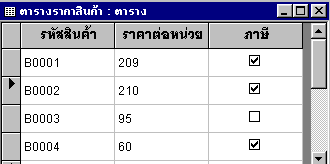 ตารางราคาสินค้า : ตาราง
รหัสสินค้า ราคาต่อหน่วย ภาษี
B0001 209
B0002 210
B0003 95
B0004 60